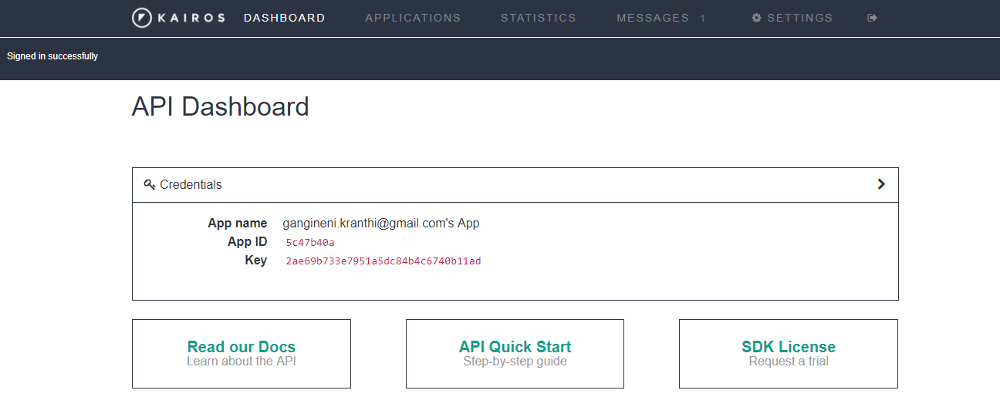 KAIROS DASHBOARD APPLICATIONS STATISTICS MESSAGES 1 SETTINGS
Signed in successfully
API Dashboard
Credentials
App name gangineni.kranthi@gmail.com's App
App ID 5c47b40a
Key 2ae69b733e7951a5dc84b4c6740b11ad
Read our Docs API Quick Start SDK License
Learn about the API Step-by-step guide Request a trial